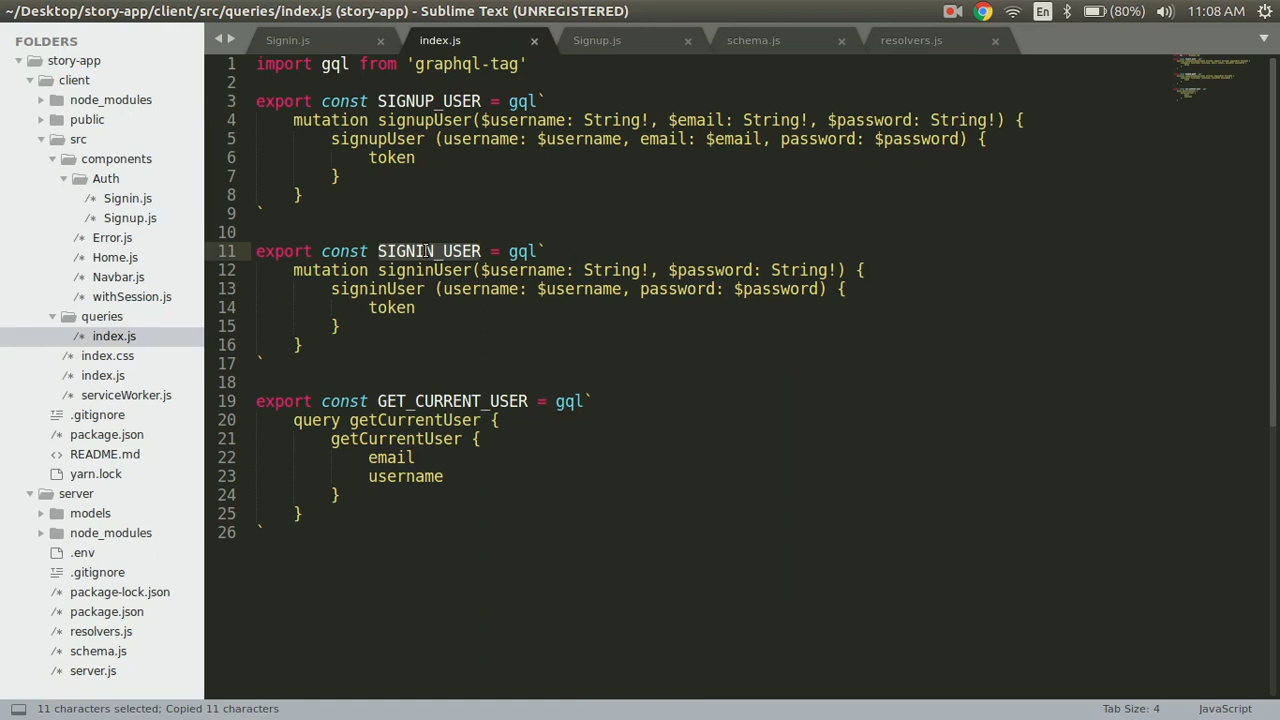 ~/Desktop/story-app/client/src/queries/index.js (story-app) - Sublime Text (UNREGISTERED)
En
(80%)
11:08 AM
FOLDERS
story-app
client
node_modules
public
src
components
Auth
/* Signin.js
/* Signup.js
/* Error.js
/* Home.js
/* Navbar.js
/* withSession.js
queries
/* index.js
/* index.css
/* index.js
/* serviceWorker.js
.gitignore
/* package.json
<> README.md
yarn.lock
server
models
node_modules
/* .env
.gitignore
/* package-lock.json
/* package.json
/* resolvers.js
/* schema.js
/* server.js
Signin.js
index.js
Signup.js
schema.js
resolvers.js
1 import gql from 'graphql-tag'
2
3 export const SIGNUP_USER = gql`
4 mutation signupUser($username: String!, $email: String!, $password: String!) {
5 signupUser (username: $username, email: $email, password: $password) {
6 token
7 }
8 }
9 `
10
11 export const SIGNIN_USER = gql`
12 mutation signinUser($username: String!, $password: String!) {
13 signinUser (username: $username, password: $password) {
14 token
15 }
16 }
17 `
18
19 export const GET_CURRENT_USER = gql`
20 query getCurrentUser {
21 getCurrentUser {
22 email
23 username
24 }
25 }
26 `
11 characters selected; Copied 11 characters
Tab Size: 4
JavaScript